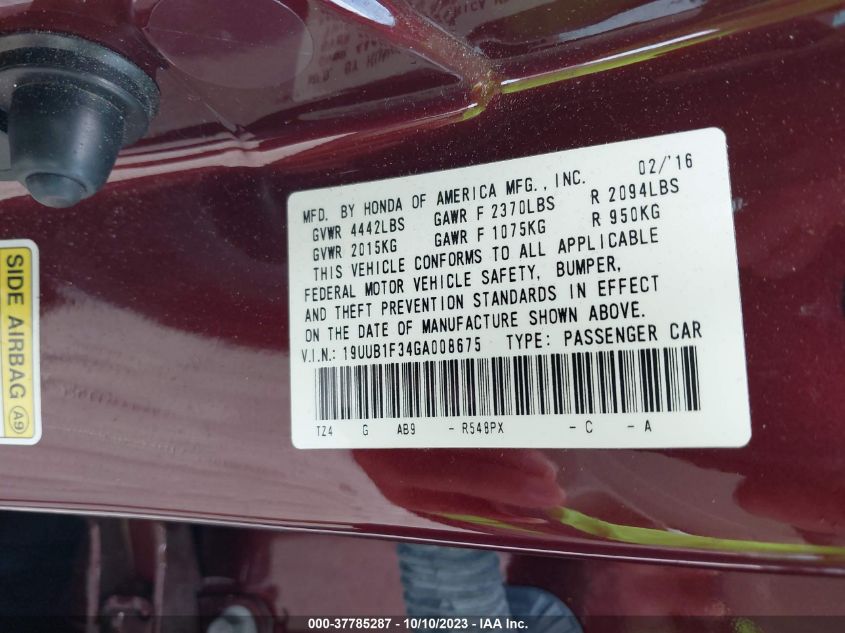 02/'16
MFD. BY HONDA OF AMERICA MFG., INC.
GVWR 4442LBS GAWR F 2370LBS R 2094LBS
GVWR 2015KG GAWR F 1075KG R 950KG
THIS VEHICLE CONFORMS TO ALL APPLICABLE
FEDERAL MOTOR VEHICLE SAFETY, BUMPER,
AND THEFT PREVENTION STANDARDS IN EFFECT
ON THE DATE OF MANUFACTURE SHOWN ABOVE.
V.I.N.: 19UUB1F34GA008675 TYPE: PASSENGER CAR
TZ4 G AB9 - R548PX - C - A
SIDE AIRBAG A9
000-37785287 - 10/10/2023 - IAA Inc.